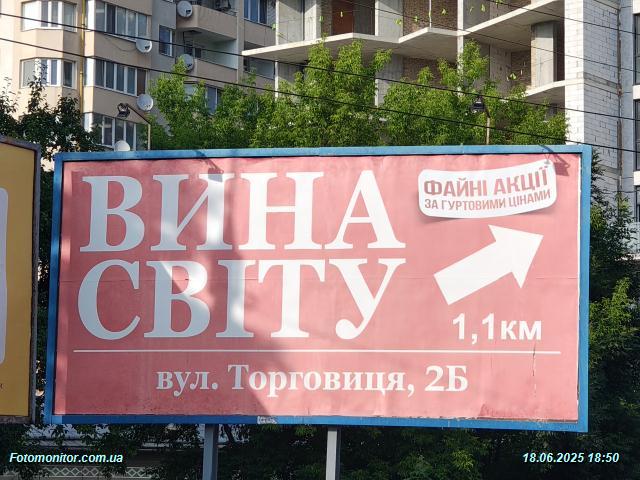 ВИНА
СВІТУ
ФАЙНІ АКЦІЇ
ЗА ГУРТОВИМИ ЦІНАМИ
1,1км
вул. Торговиця, 2Б
Fotomonitor.com.ua
18.06.2025 18:50